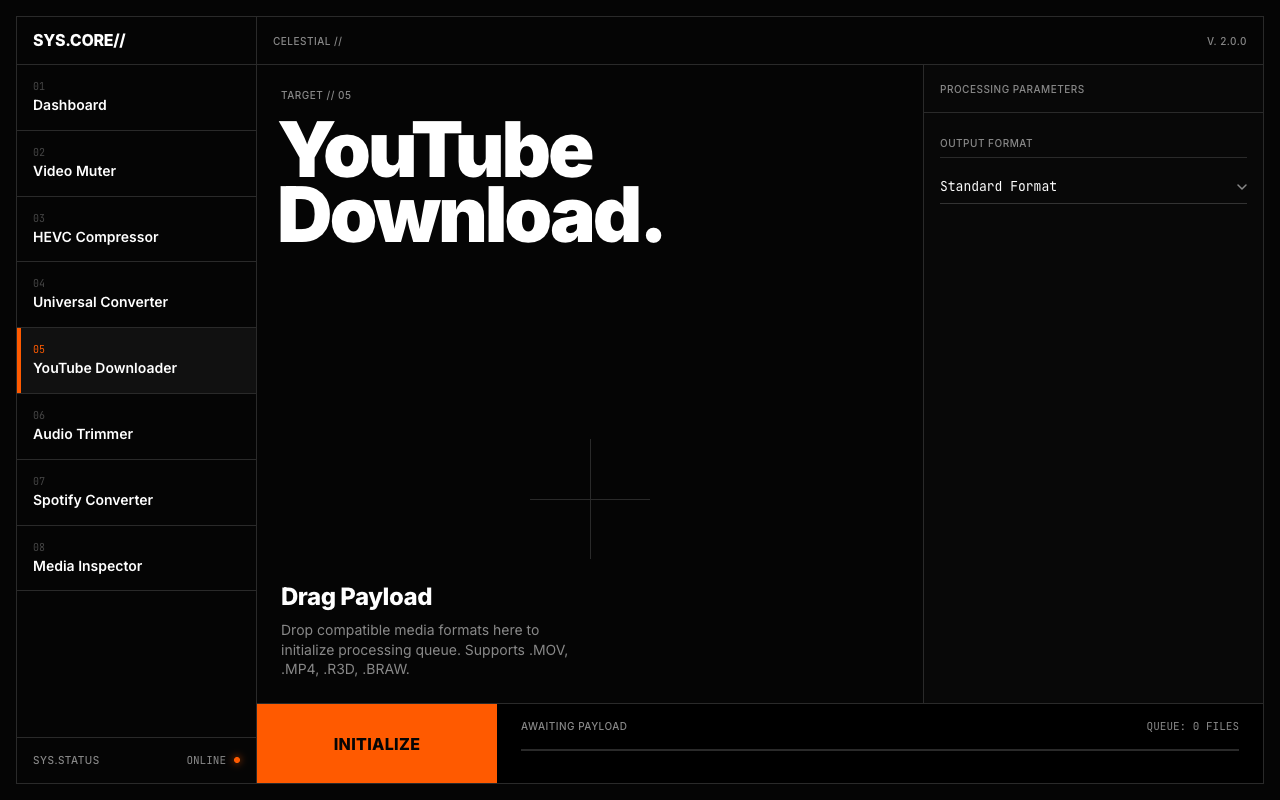 SYS.CORE//
CELESTIAL //
V. 2.0.0
01
Dashboard
02
Video Muter
03
HEVC Compressor
04
Universal Converter
05
YouTube Downloader
06
Audio Trimmer
07
Spotify Converter
08
Media Inspector
SYS.STATUS
ONLINE
TARGET // 05
YouTube
Download.
Drag Payload
Drop compatible media formats here to
initialize processing queue. Supports .MOV,
.MP4, .R3D, .BRAW.
PROCESSING PARAMETERS
OUTPUT FORMAT
Standard Format
INITIALIZE
AWAITING PAYLOAD
QUEUE: 0 FILES